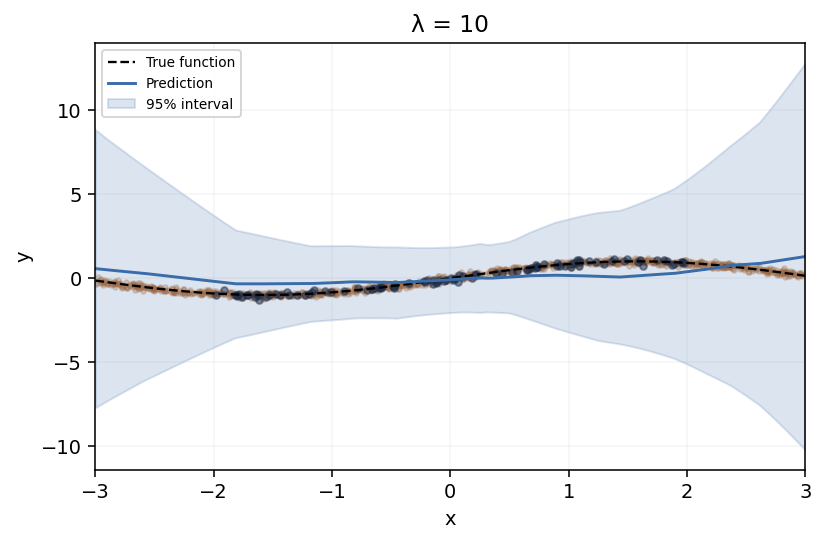 λ = 10
True function
Prediction
95% interval
10
5
0
−5
−10
y
−3 −2 −1 0 1 2 3
x